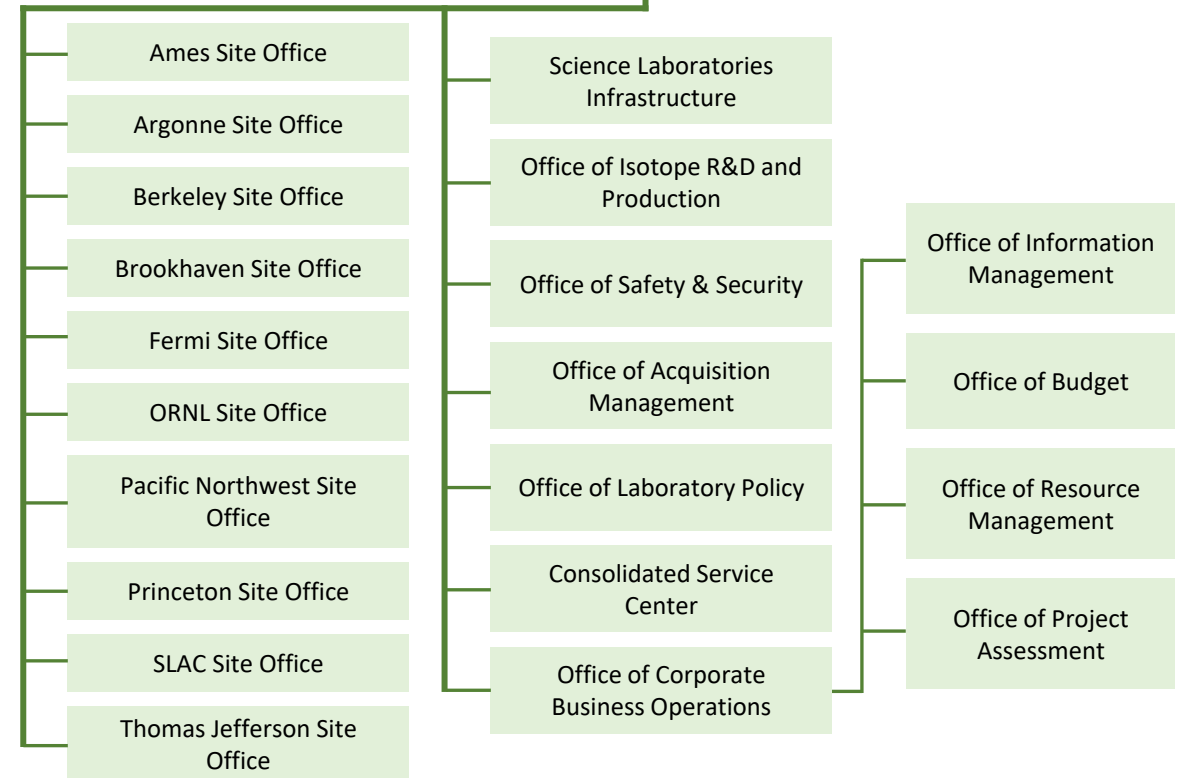 Ames Site Office
Argonne Site Office
Berkeley Site Office
Brookhaven Site Office
Fermi Site Office
ORNL Site Office
Pacific Northwest Site
Office
Princeton Site Office
SLAC Site Office
Thomas Jefferson Site
Office
Science Laboratories
Infrastructure
Office of Isotope R&D and
Production
Office of Safety & Security
Office of Acquisition
Management
Office of Laboratory Policy
Consolidated Service
Center
Office of Corporate
Business Operations
Office of Information
Management
Office of Budget
Office of Resource
Management
Office of Project
Assessment